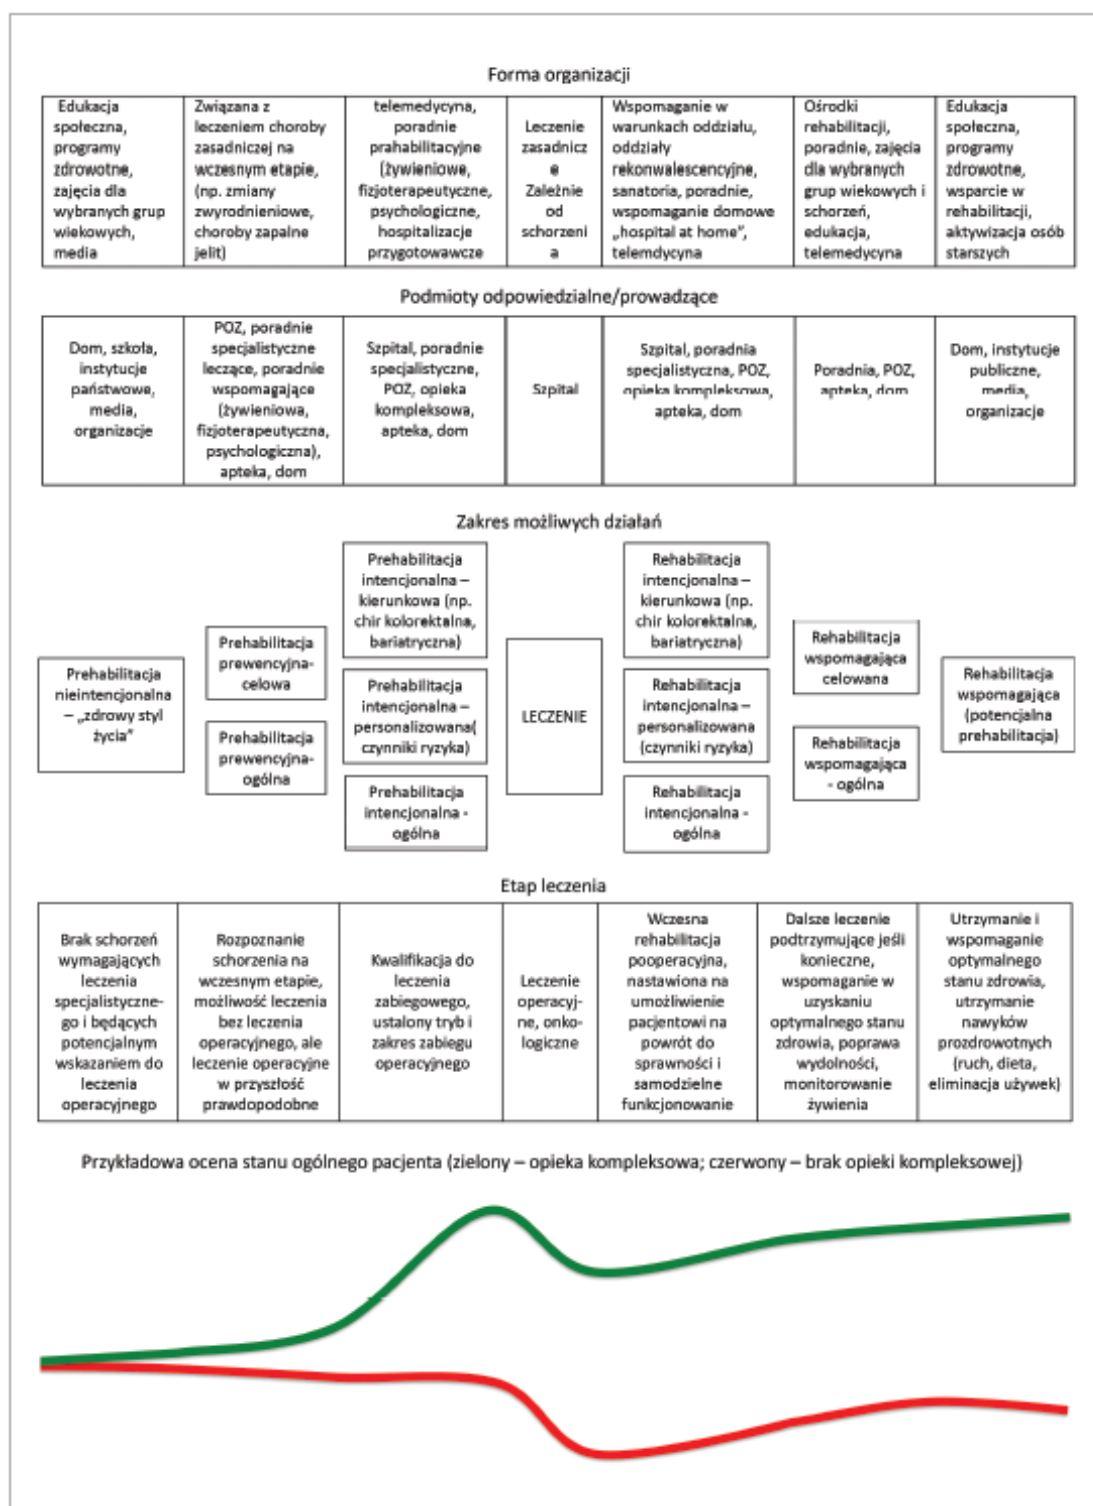 Forma organizacji
Edukacja
społeczna,
programy
zdrowotne,
zajęcia dla
wybranych grup
wiekowych,
media
Związana z
leczeniem choroby
zasadniczej na
wczesnym etapie,
(np. zmiany
zwyrodnieniowe,
choroby zapalne
jelit)
telemedycyna,
poradnie
prahabilitacyjne
(żywieniowe,
fizjoterapeutyczne,
psychologiczne,
hospitalizacje
przygotowawcze
Leczenie
zasadnicz
e
Zależnie
od
schorzeni
a
Wspomaganie w
warunkach oddziału,
oddziały
rekonwalescencyjne,
sanatoria, poradnie,
wspomaganie domowe
„hospital at home”,
telemdycyna
Ośrodki
rehabilitacji,
poradnie, zajęcia
dla wybranych
grup wiekowych i
schorzeń,
edukacja,
telemedycyna
Edukacja
społeczna,
programy
zdrowotne,
wsparcie w
rehabilitacji,
aktywizacja osób
starszych
Podmioty odpowiedzialne/prowadzące
Dom, szkoła,
instytucje
państwowe,
media,
organizacje
POZ, poradnie
specjalistyczne
leczące, poradnie
wspomagające
(żywieniowa,
fizjoterapeutyczna,
psychologiczna),
apteka, dom
Szpital, poradnie
specjalistyczne,
POZ, opieka
kompleksowa,
apteka, dom
Szpital
Szpital, poradnia
specjalistyczna, POZ,
opieka kompleksowa,
apteka, dom
Poradnia, POZ,
apteka, dom
Dom, instytucje
publiczne,
media,
organizacje
Zakres możliwych działań
Prehabilitacja
nieintencjonalna
– „zdrowy styl
życia”
Prehabilitacja
prewencyjna-
celowa
Prehabilitacja
prewencyjna-
ogólna
Prehabilitacja
intencjonalna –
kierunkowa (np.
chir kolorektalna,
bariatryczna)
Prehabilitacja
intencjonalna –
personalizowana(
czynniki ryzyka)
Prehabilitacja
intencjonalna -
ogólna
LECZENIE
Rehabilitacja
intencjonalna –
kierunkowa (np.
chir kolorektalna,
bariatryczna)
Rehabilitacja
intencjonalna –
personalizowana
(czynniki ryzyka)
Rehabilitacja
intencjonalna -
ogólna
Rehabilitacja
wspomagająca
celowana
Rehabilitacja
wspomagająca
- ogólna
Rehabilitacja
wspomagająca
(potencjalna
prehabilitacja)
Etap leczenia
Brak schorzeń
wymagających
leczenia
specjalistyczne-
go i będących
potencjalnym
wskazaniem do
leczenia
operacyjnego
Rozpoznanie
schorzenia na
wczesnym etapie,
możliwość leczenia
bez leczenia
operacyjnego, ale
leczenie operacyjne
w przyszłość
prawdopodobne
Kwalifikacja do
leczenia
zabiegowego,
ustalony tryb i
zakres zabiegu
operacyjnego
Leczenie
operacyj-
ne, onko-
logiczne
Wczesna
rehabilitacja
pooperacyjna,
nastawiona na
umożliwienie
pacjentowi na
powrót do
sprawności i
samodzielne
funkcjonowanie
Dalsze leczenie
podtrzymujące jeśli
konieczne,
wspomaganie w
uzyskaniu
optymalnego stanu
zdrowia, poprawa
wydolności,
monitorowanie
żywienia
Utrzymanie i
wspomaganie
optymalnego
stanu zdrowia,
utrzymanie
nawyków
prozdrowotnych
(ruch, dieta,
eliminacja używek)
Przykładowa ocena stanu ogólnego pacjenta (zielony – opieka kompleksowa; czerwony – brak opieki kompleksowej)